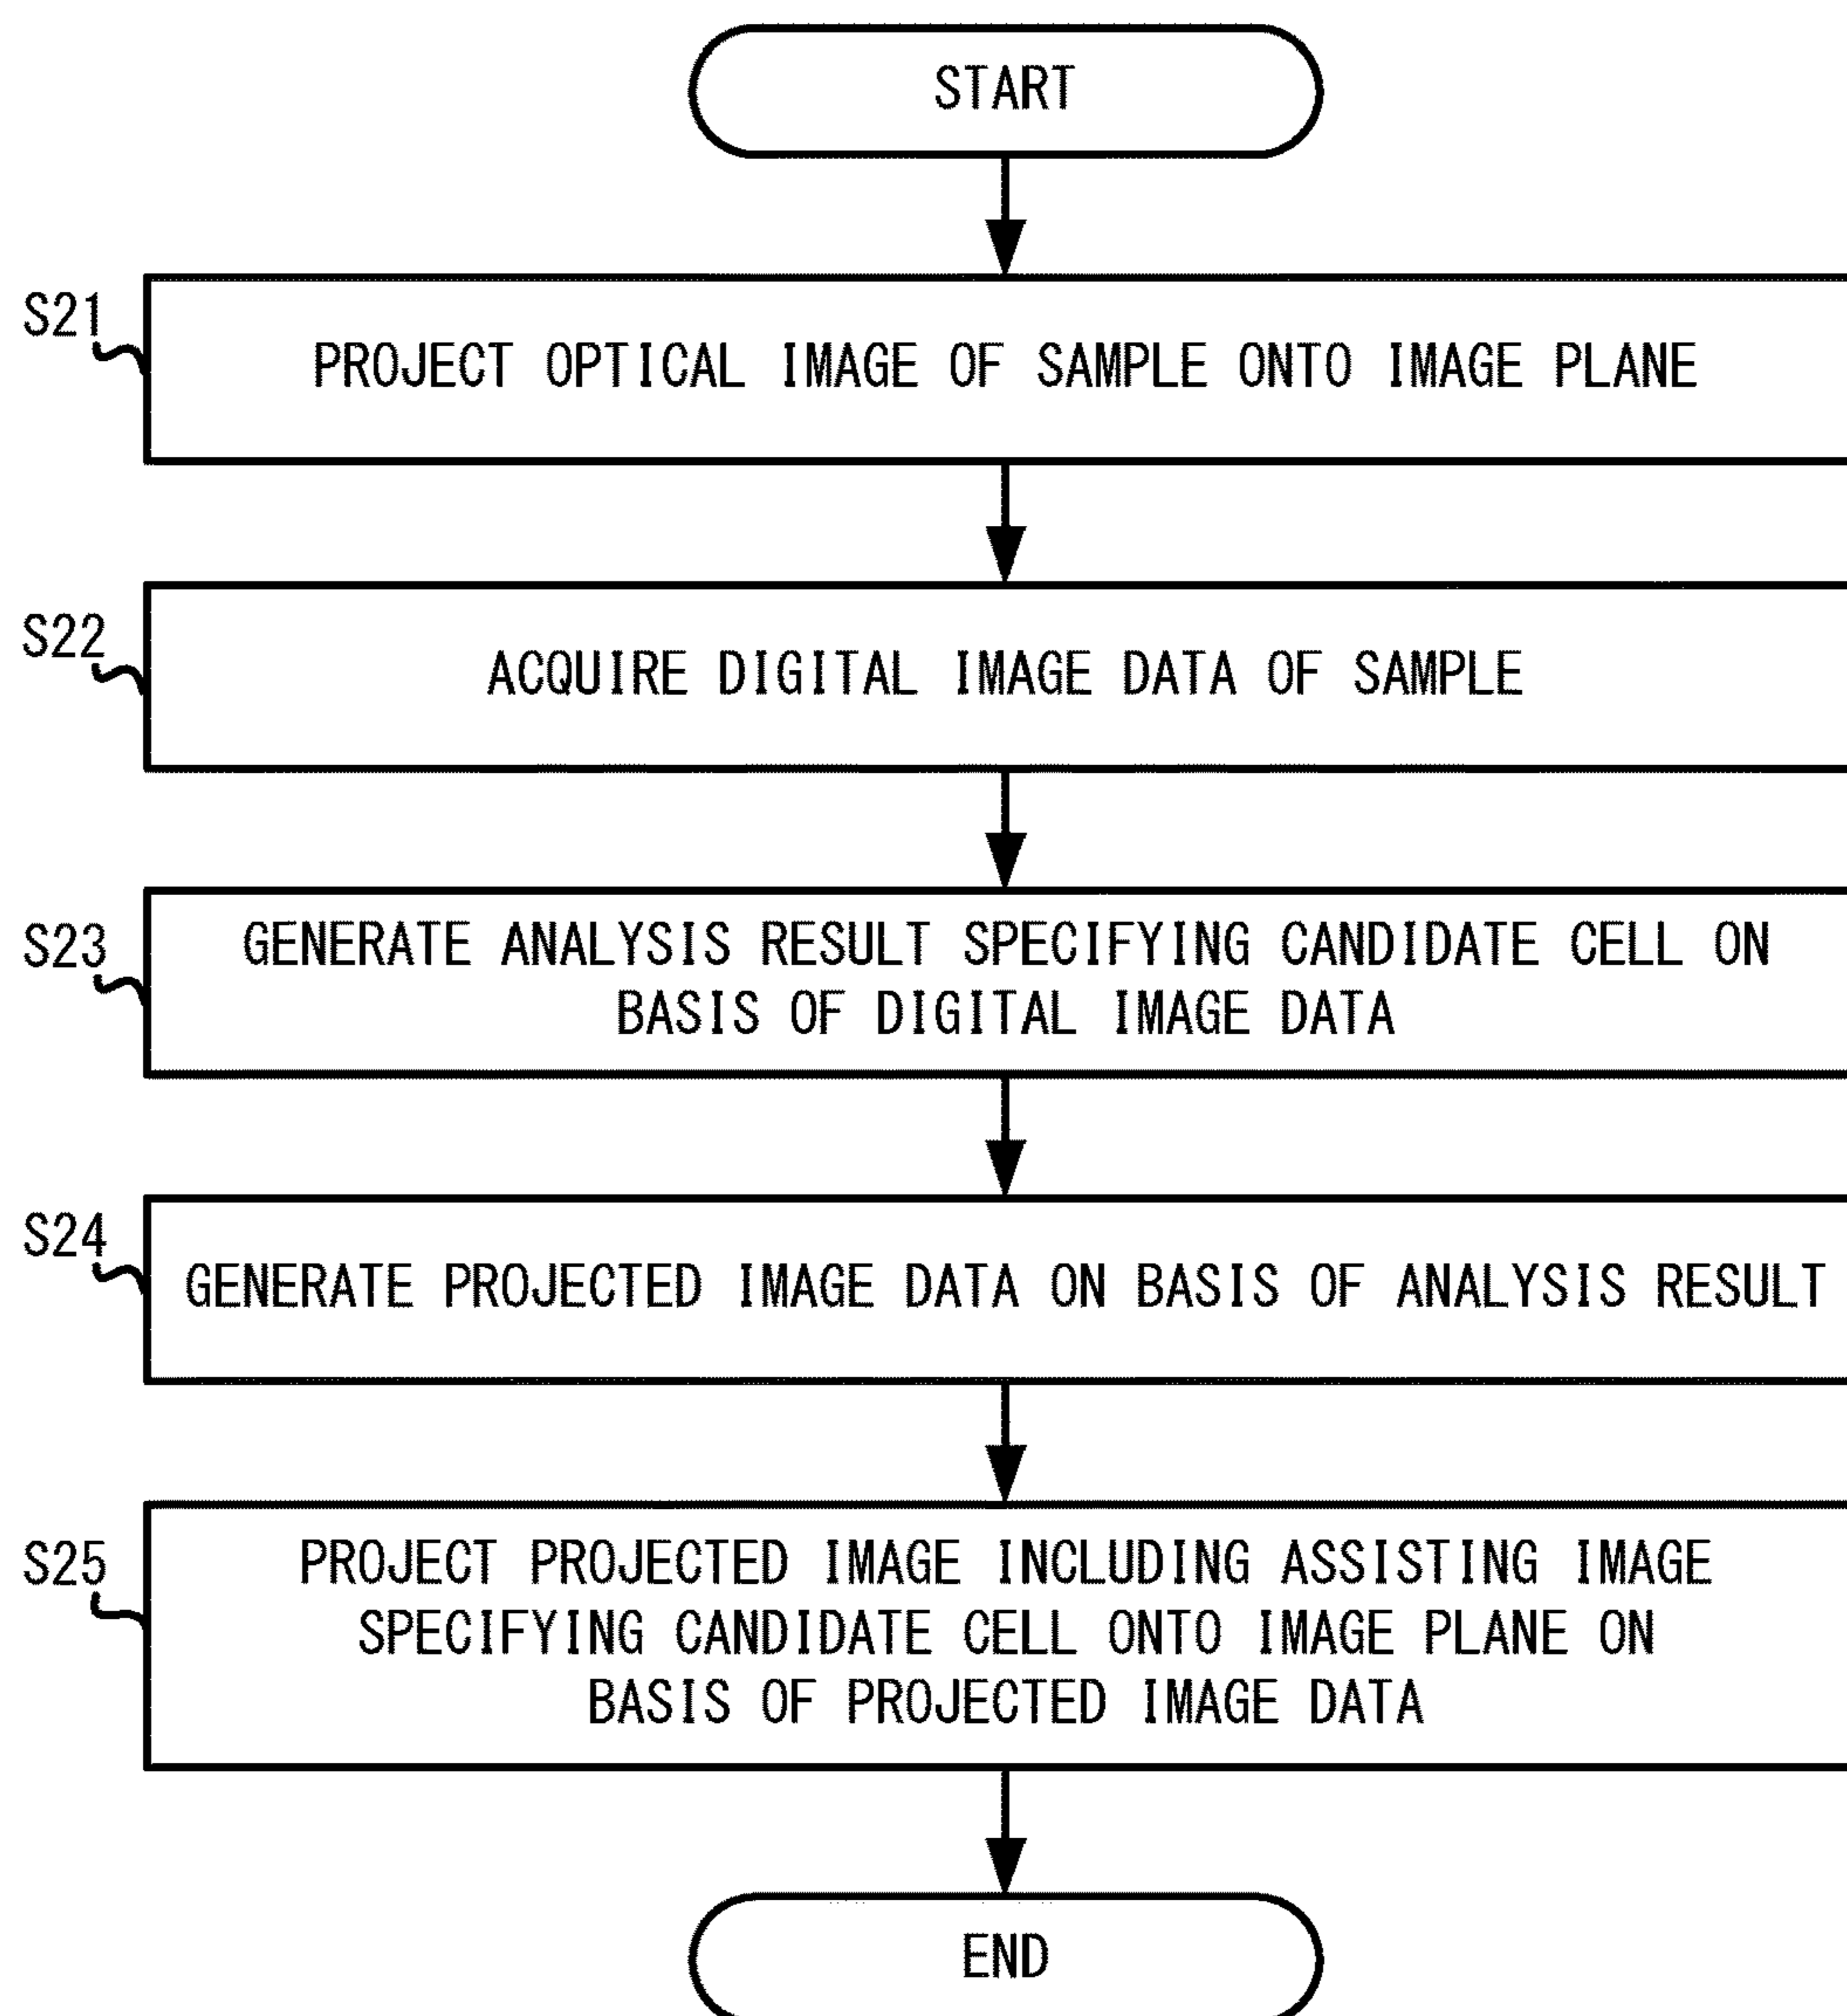 START
S21
PROJECT OPTICAL IMAGE OF SAMPLE ONTO IMAGE PLANE
S22
ACQUIRE DIGITAL IMAGE DATA OF SAMPLE
S23
GENERATE ANALYSIS RESULT SPECIFYING CANDIDATE CELL ON
BASIS OF DIGITAL IMAGE DATA
S24
GENERATE PROJECTED IMAGE DATA ON BASIS OF ANALYSIS RESULT
S25
PROJECT PROJECTED IMAGE INCLUDING ASSISTING IMAGE
SPECIFYING CANDIDATE CELL ONTO IMAGE PLANE ON
BASIS OF PROJECTED IMAGE DATA
END